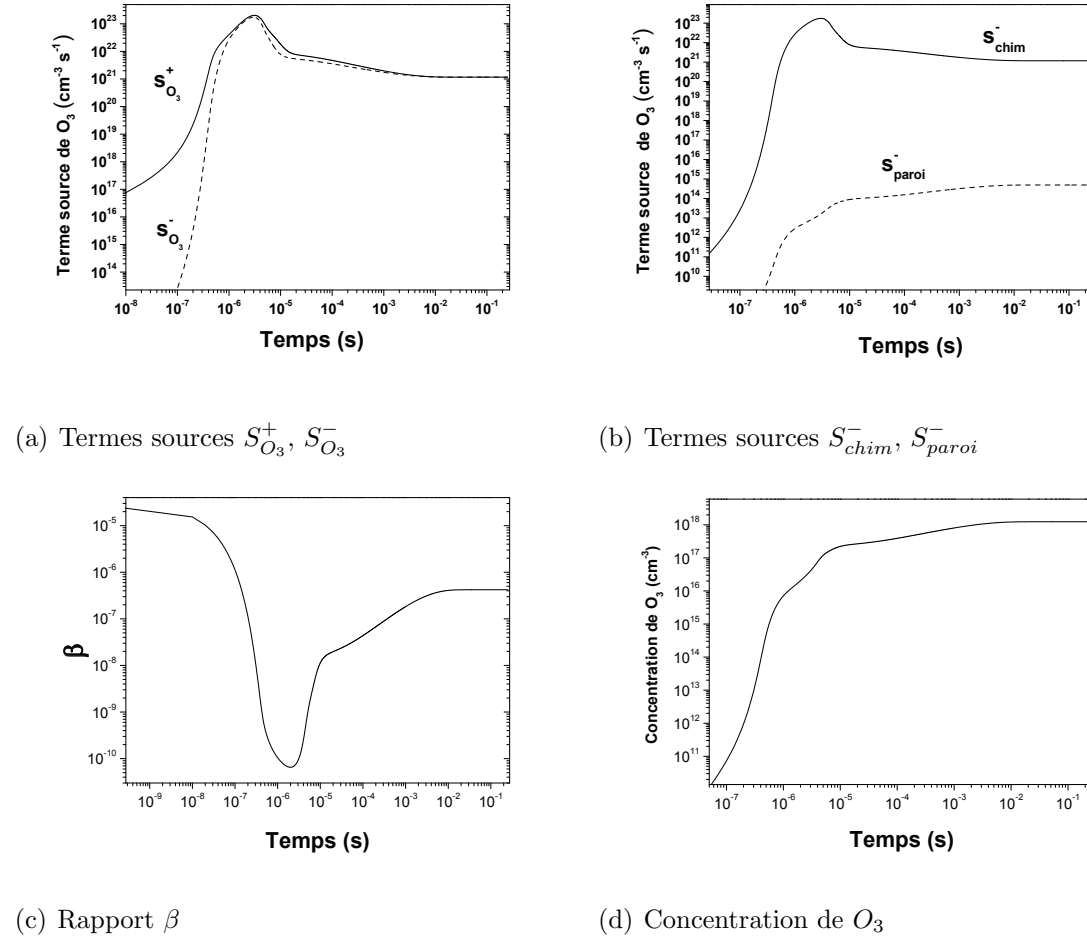 Terme source de O3 (cm-3 s-1)
10^23
10^22
10^21
10^20
10^19
10^18
10^17
10^16
10^15
10^14
S+O3
S-O3
10^-8 10^-7 10^-6 10^-5 10^-4 10^-3 10^-2 10^-1
Temps (s)
(a) Termes sources S+O3, S-O3
Terme source de O3 (cm-3 s-1)
10^23
10^22
10^21
10^20
10^19
10^18
10^17
10^16
10^15
10^14
10^13
10^12
10^11
10^10
S-chim
S-paroi
10^-7 10^-6 10^-5 10^-4 10^-3 10^-2 10^-1
Temps (s)
(b) Termes sources S-chim, S-paroi
β
10^-5
10^-6
10^-7
10^-8
10^-9
10^-10
10^-9 10^-8 10^-7 10^-6 10^-5 10^-4 10^-3 10^-2 10^-1
Temps (s)
(c) Rapport β
Concentration de O3 (cm-3)
10^18
10^17
10^16
10^15
10^14
10^13
10^12
10^11
10^-7 10^-6 10^-5 10^-4 10^-3 10^-2 10^-1
Temps (s)
(d) Concentration de O3